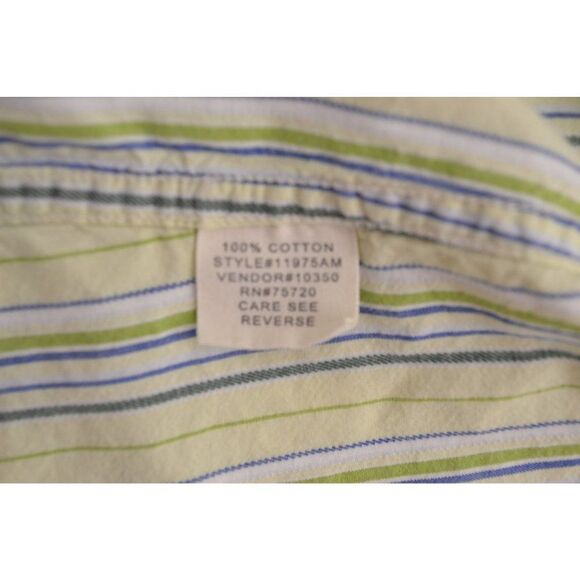 100% COTTON
STYLE#11975AM
VENDOR#10350
RN#75720
CARE SEE
REVERSE